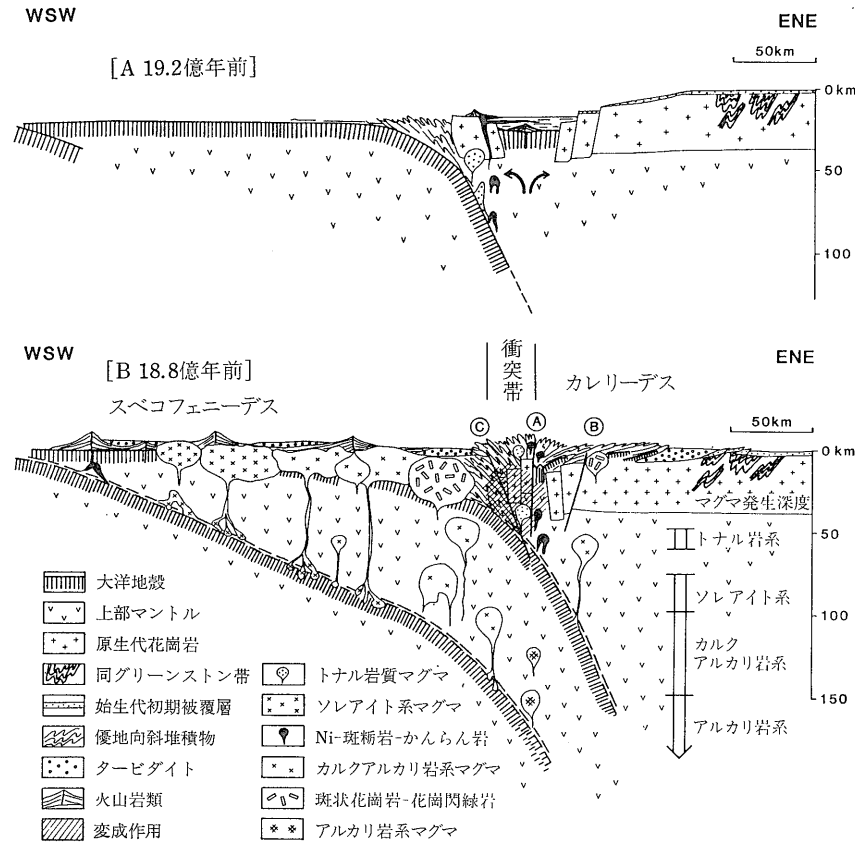 WSW
ENE
[A 19.2億年前]
50km
0 km
50
100
WSW
[B 18.8億年前]
スベコフェニーデス
衝突帯
カレリーデス
ENE
50km
Ⓒ
Ⓐ
Ⓑ
0 km
マグマ発生深度
50
トナル岩系
ソレアイト系
100
カルク
アルカリ岩系
150
アルカリ岩系
大洋地殻
上部マントル
原生代花崗岩
同グリーンストン帯
始生代初期被覆層
優地向斜堆積物
タービダイト
火山岩類
変成作用
トナル岩質マグマ
ソレアイト系マグマ
Ni-斑粝岩-かんらん岩
カルクアルカリ岩系マグマ
斑状花崗岩-花崗閃緑岩
アルカリ岩系マグマ